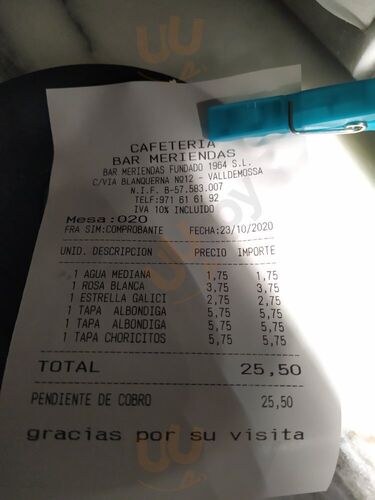 CAFETERIA
BAR MERIENDAS
BAR MERIENDAS FUNDADO 1964 S.L.
C/VIA BLANQUERNA Nº12 - VALLDEMOSSA
N.I.F. B-57.583.007
TELF:971 61 61 92
IVA 10% INCLUIDO
Mesa:020
FRA SIM:COMPROBANTE FECHA:23/10/2020
UNID. DESCRIPCION PRECIO IMPORTE
1 AGUA MEDIANA 1,75 1,75
1 ROSA BLANCA 3,75 3,75
1 ESTRELLA GALICI 2,75 2,75
1 TAPA ALBONDIGA 5,75 5,75
1 TAPA ALBONDIGA 5,75 5,75
1 TAPA CHORICITOS 5,75 5,75
TOTAL 25,50
PENDIENTE DE COBRO 25,50
gracias por su visita